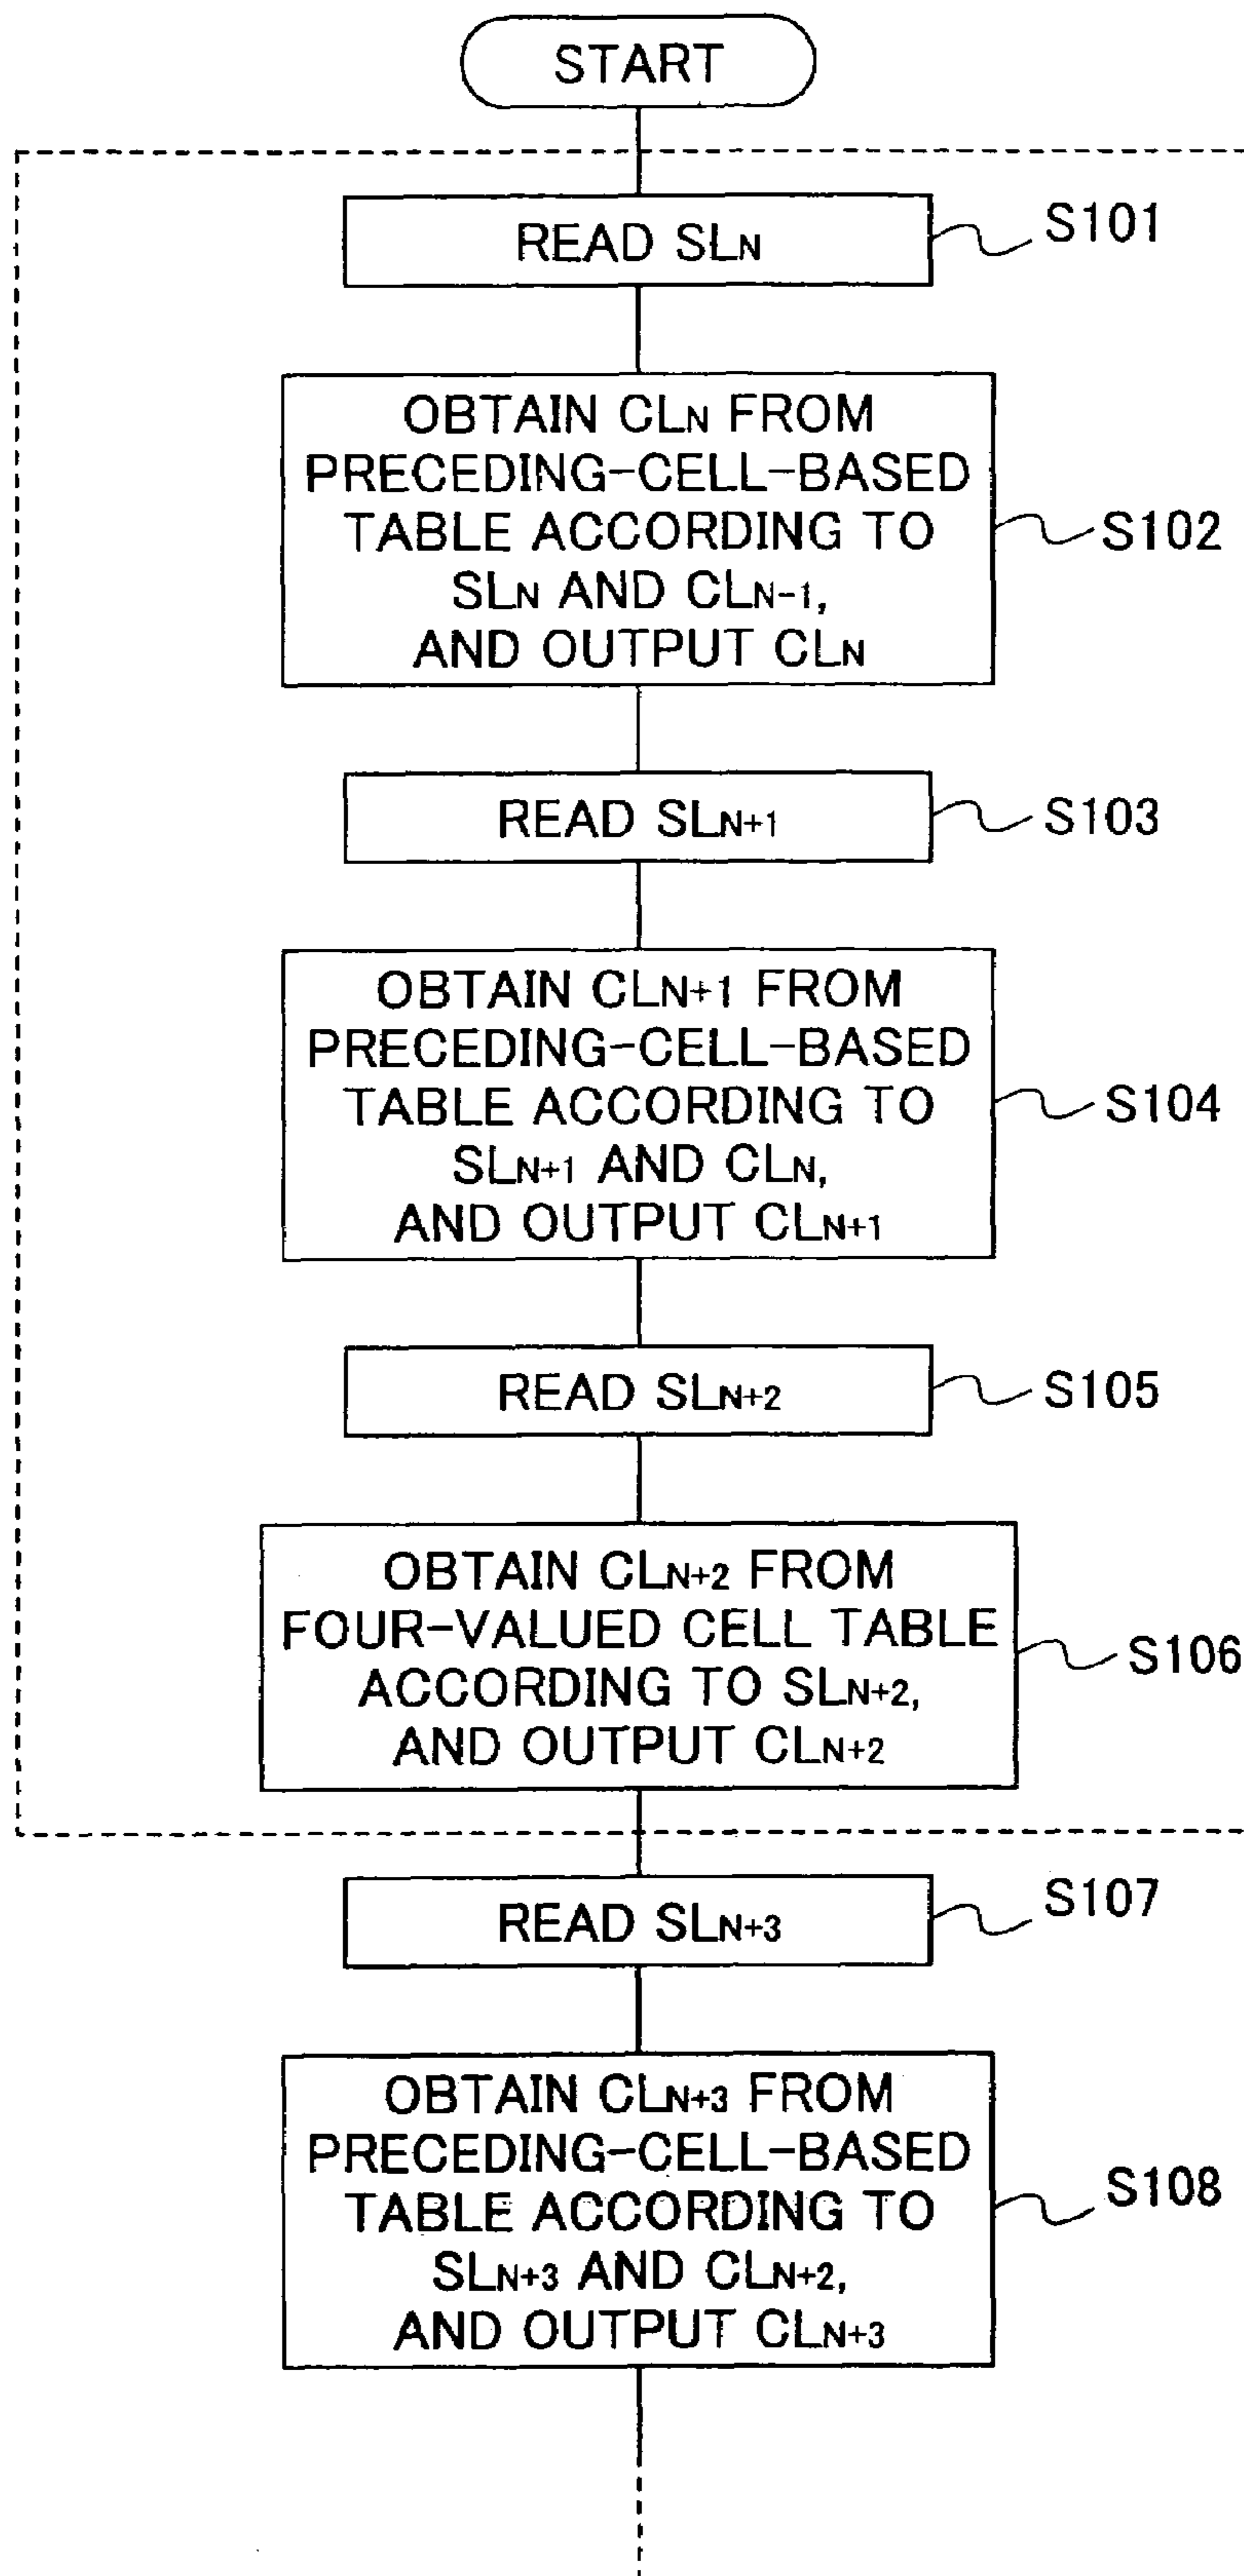 START
READ SLN
S101
OBTAIN CLN FROM
PRECEDING-CELL-BASED
TABLE ACCORDING TO
SLN AND CLN-1,
AND OUTPUT CLN
S102
READ SLN+1
S103
OBTAIN CLN+1 FROM
PRECEDING-CELL-BASED
TABLE ACCORDING TO
SLN+1 AND CLN,
AND OUTPUT CLN+1
S104
READ SLN+2
S105
OBTAIN CLN+2 FROM
FOUR-VALUED CELL TABLE
ACCORDING TO SLN+2,
AND OUTPUT CLN+2
S106
READ SLN+3
S107
OBTAIN CLN+3 FROM
PRECEDING-CELL-BASED
TABLE ACCORDING TO
SLN+3 AND CLN+2,
AND OUTPUT CLN+3
S108